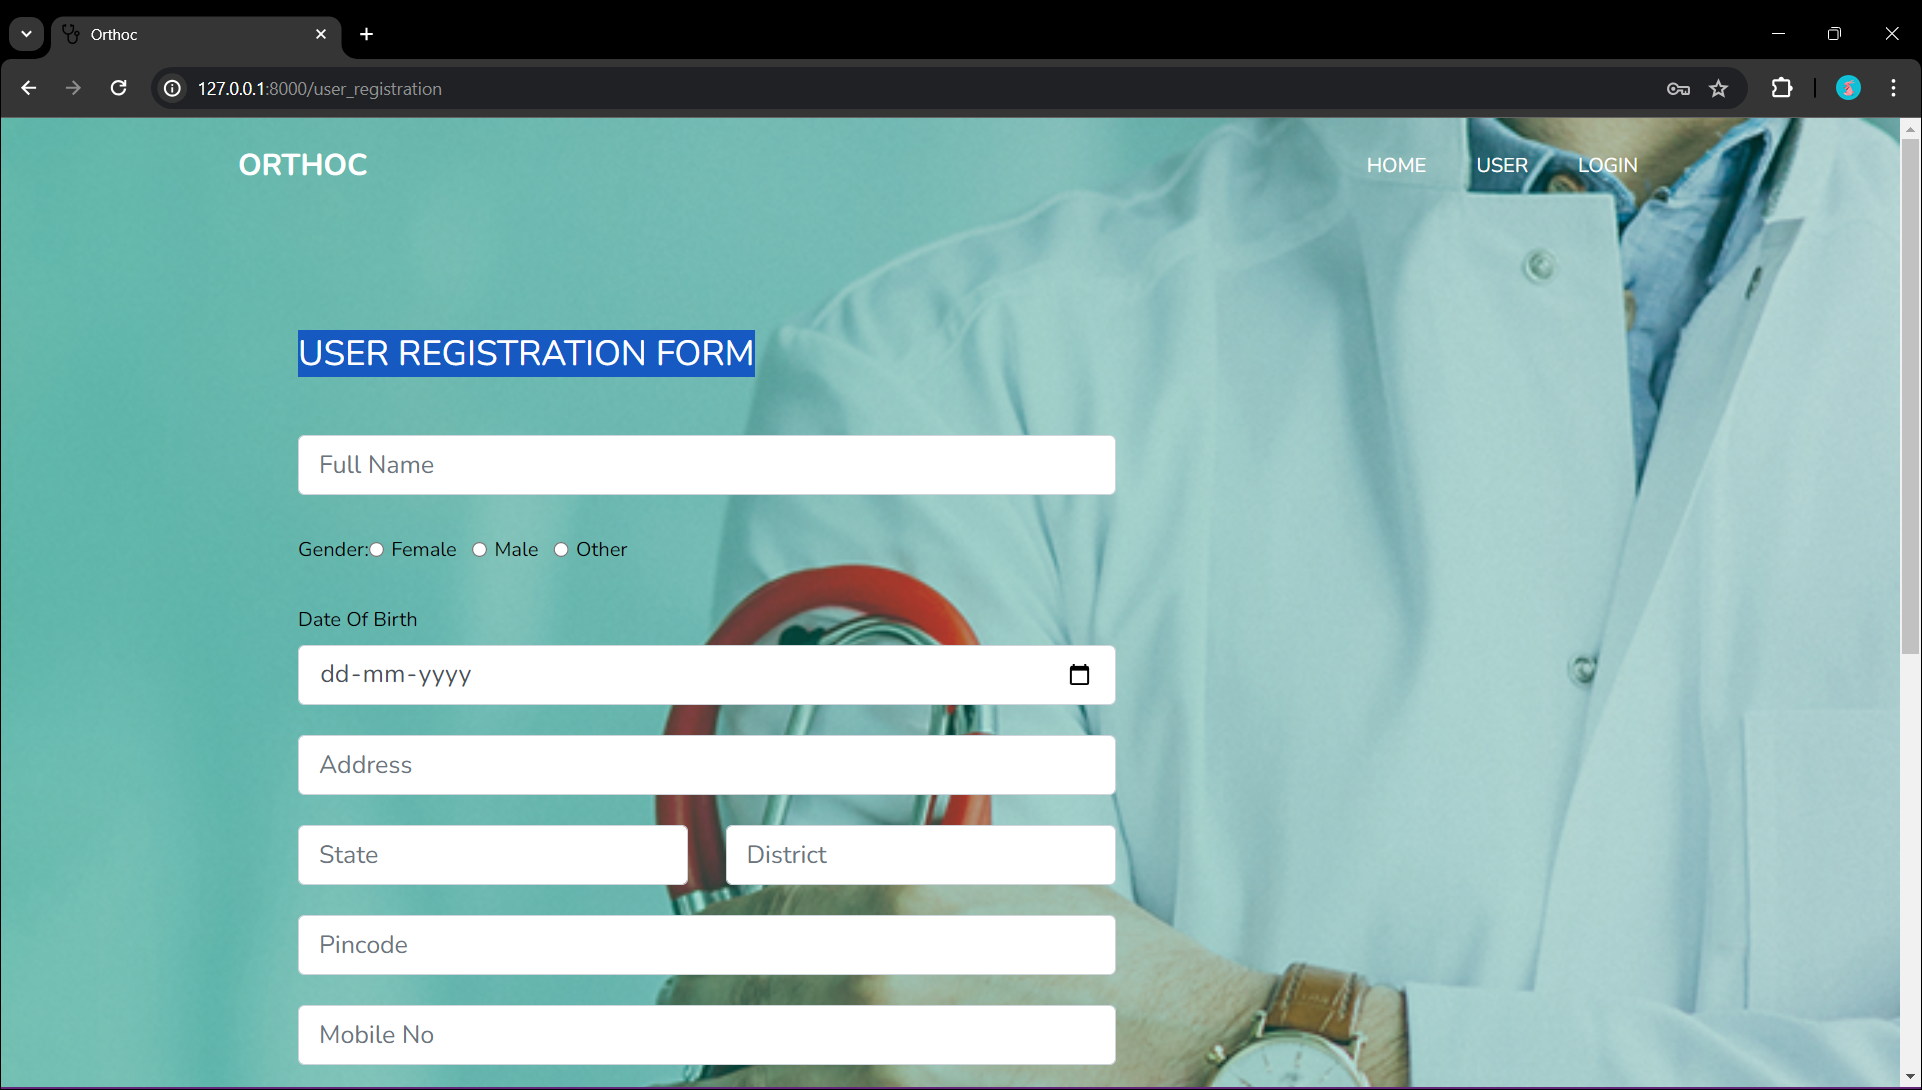 Orthoc
127.0.0.1:8000/user_registration
ORTHOC
HOME USER LOGIN
USER REGISTRATION FORM
Full Name
Gender: Female Male Other
Date Of Birth
dd-mm-yyyy
Address
State District
Pincode
Mobile No